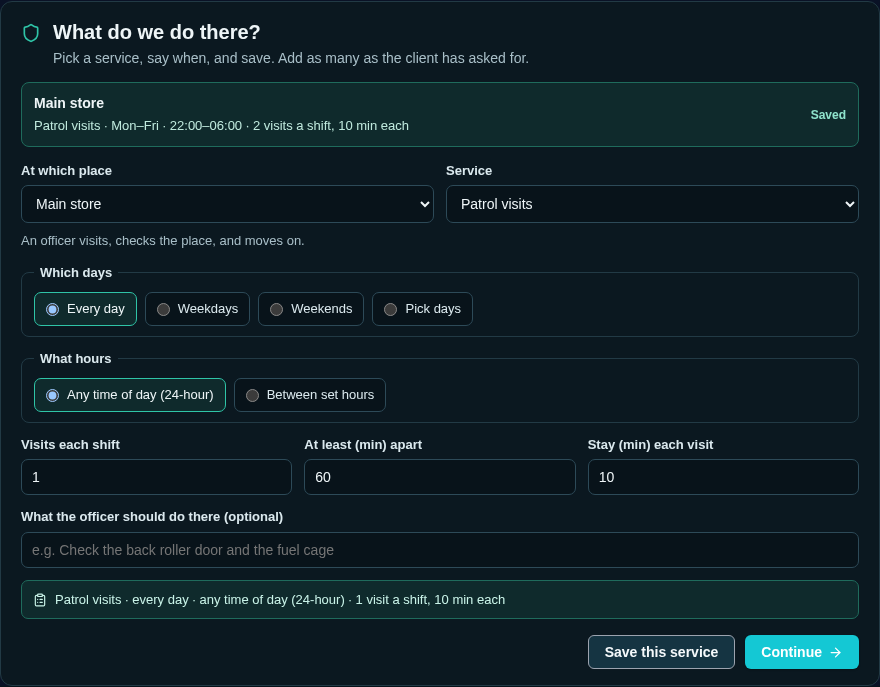 What do we do there?
Pick a service, say when, and save. Add as many as the client has asked for.
Main store
Patrol visits · Mon–Fri · 22:00–06:00 · 2 visits a shift, 10 min each
Saved
At which place
Service
Main store
Patrol visits
An officer visits, checks the place, and moves on.
Which days
Every day
Weekdays
Weekends
Pick days
What hours
Any time of day (24-hour)
Between set hours
Visits each shift
At least (min) apart
Stay (min) each visit
1
60
10
What the officer should do there (optional)
e.g. Check the back roller door and the fuel cage
Patrol visits · every day · any time of day (24-hour) · 1 visit a shift, 10 min each
Save this service
Continue →